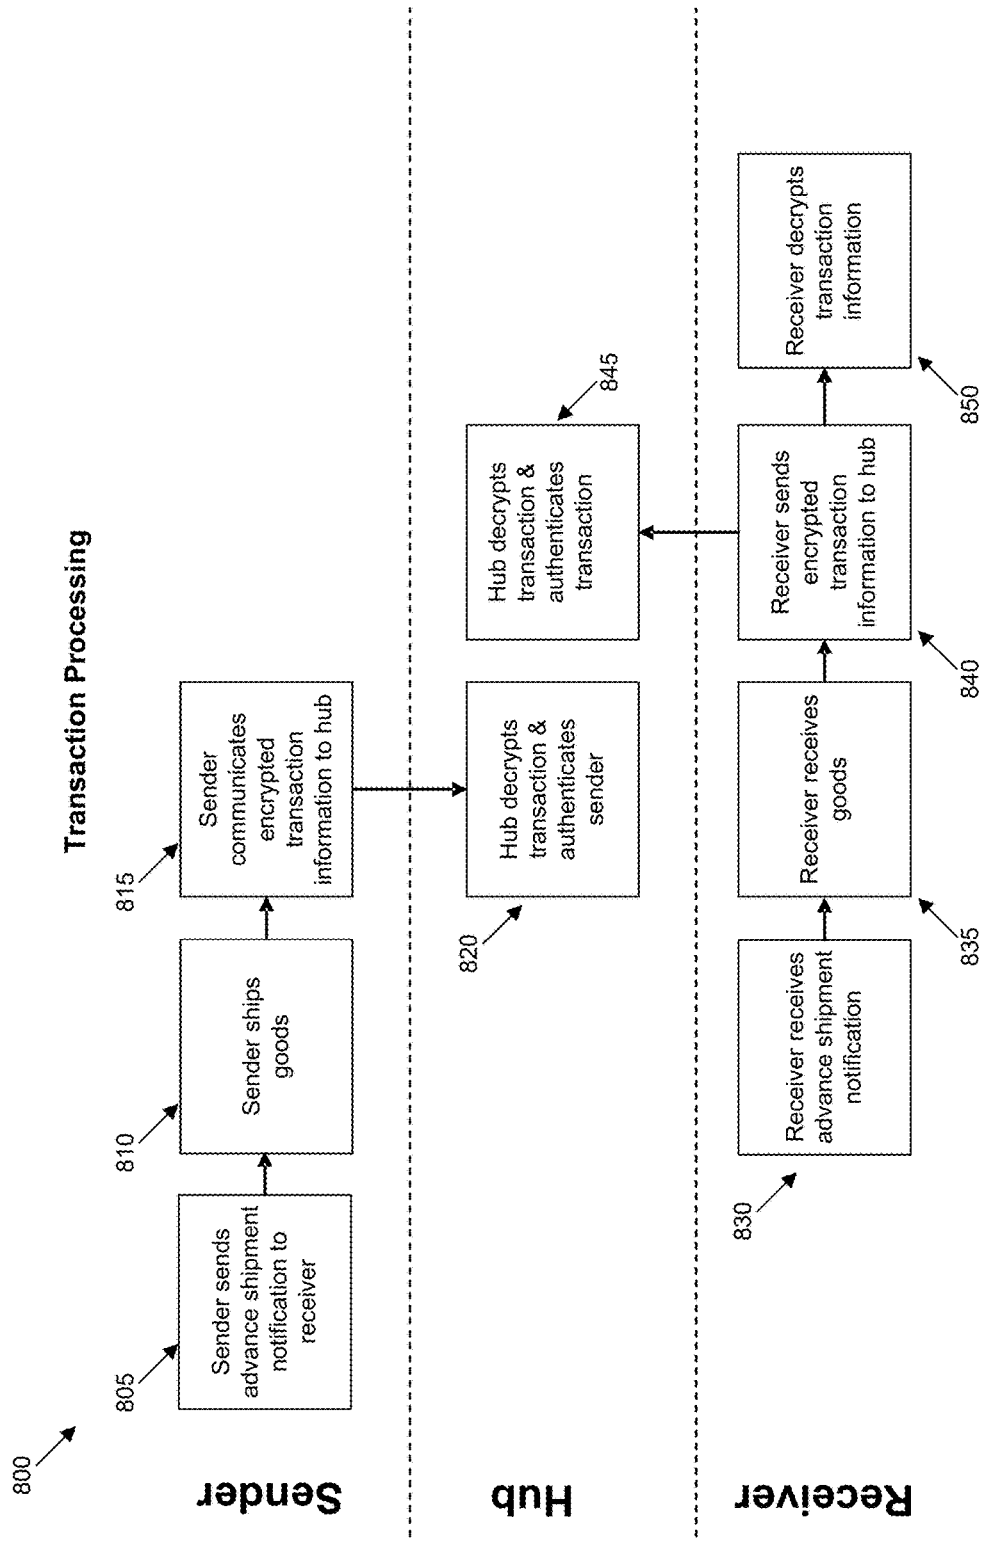 Transaction Processing
800
Sender
805
Sender sends
advance shipment
notification to
receiver
810
Sender ships
goods
815
Sender
communicates
encrypted
transaction
information to hub
Hub
820
Hub decrypts
transaction &
authenticates
sender
845
Hub decrypts
transaction &
authenticates
transaction
Receiver
830
Receiver receives
advance shipment
notification
835
Receiver receives
goods
840
Receiver sends
encrypted
transaction
information to hub
850
Receiver decrypts
transaction
information